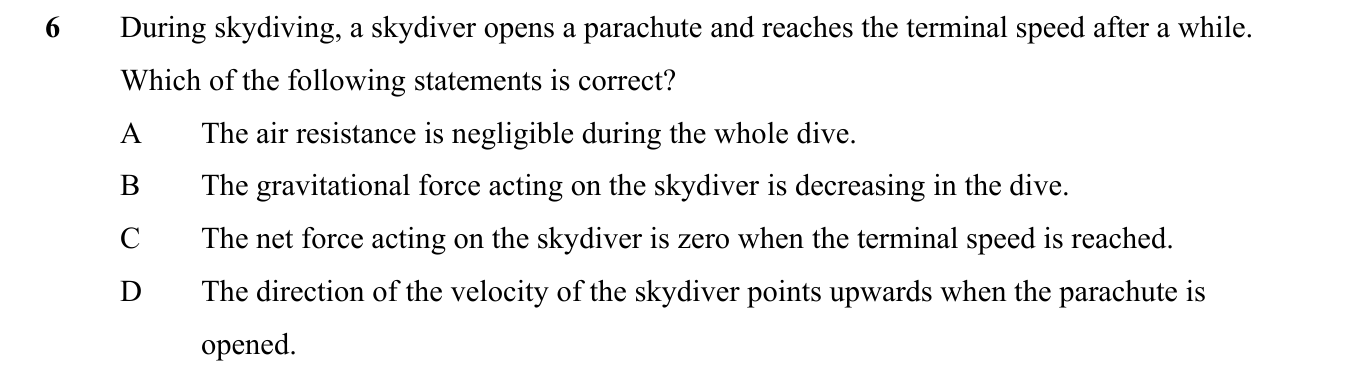 6 During skydiving, a skydiver opens a parachute and reaches the terminal speed after a while.
Which of the following statements is correct?
A The air resistance is negligible during the whole dive.
B The gravitational force acting on the skydiver is decreasing in the dive.
C The net force acting on the skydiver is zero when the terminal speed is reached.
D The direction of the velocity of the skydiver points upwards when the parachute is
opened.